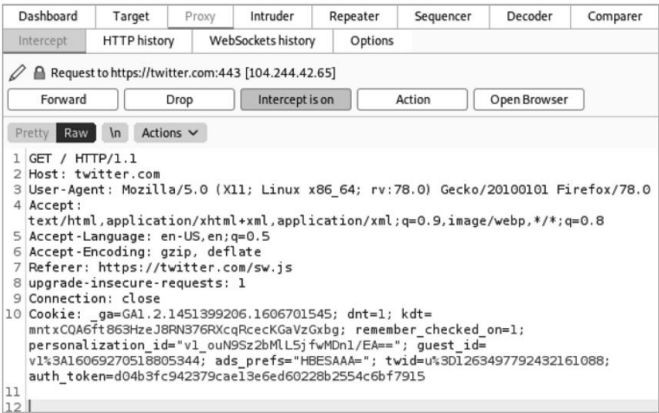 Dashboard Target Proxy Intruder Repeater Sequencer Decoder Comparer
Intercept HTTP history WebSockets history Options
Request to https://twitter.com:443 [104.244.42.65]
Forward Drop Intercept is on Action Open Browser
Pretty Raw \n Actions
1 GET / HTTP/1.1
2 Host: twitter.com
3 User-Agent: Mozilla/5.0 (X11; Linux x86_64; rv:78.0) Gecko/20100101 Firefox/78.0
4 Accept:
text/html,application/xhtml+xml,application/xml;q=0.9,image/webp,*/*;q=0.8
5 Accept-Language: en-US,en;q=0.5
6 Accept-Encoding: gzip, deflate
7 Referer: https://twitter.com/sw.js
8 upgrade-insecure-requests: 1
9 Connection: close
10 Cookie: _ga=GA1.2.1451399206.1606701545; dnt=1; kdt=
mntxCQA6ft863HzeJ8RN376RXcqRcecKGaVzGxbg; remember_checked_on=1;
personalization_id="v1_ouN9Sz2bMlL5jfwMDn1/EA=="; guest_id=
v1%3A160692705188053​44; ads_prefs="HBESAAA="; twid=u%3D1263497792432161088;
auth_token=d04b3fc942379cae13e6ed60228b2554c6bf7915
11
12